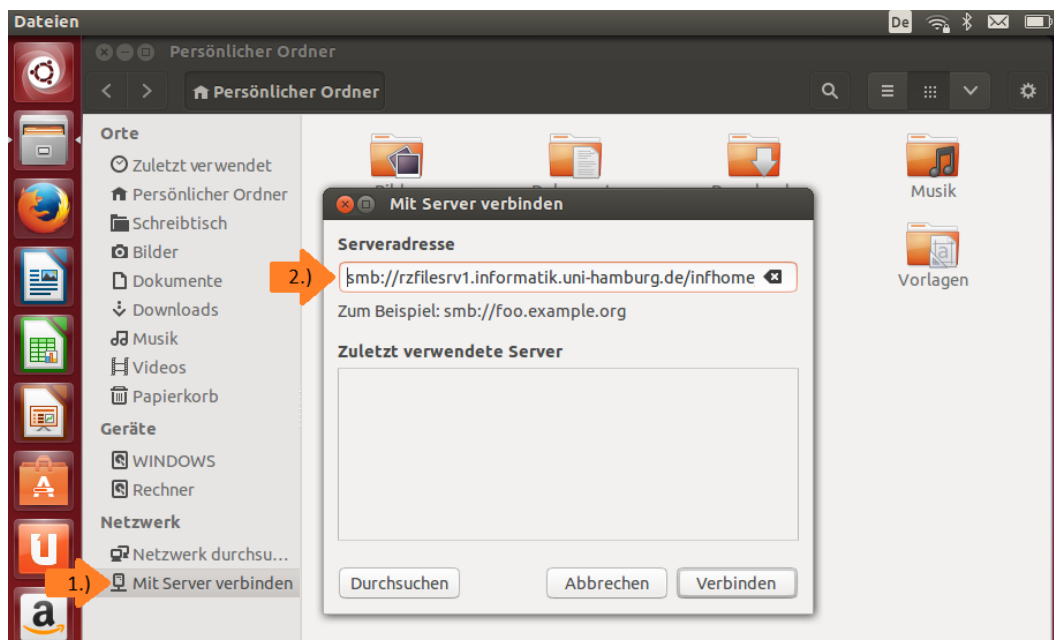 Dateien
De
Persönlicher Ordner
Persönlicher Ordner
Orte
Zuletzt verwendet
Persönlicher Ordner
Schreibtisch
Bilder
Dokumente
Downloads
Musik
Videos
Papierkorb
Geräte
WINDOWS
Rechner
Netzwerk
Netzwerk durchsu...
1.)
Mit Server verbinden
Musik
Vorlagen
Mit Server verbinden
Serveradresse
2.)
smb://rzfilesrv1.informatik.uni-hamburg.de/infhome
Zum Beispiel: smb://foo.example.org
Zuletzt verwendete Server
Durchsuchen
Abbrechen
Verbinden